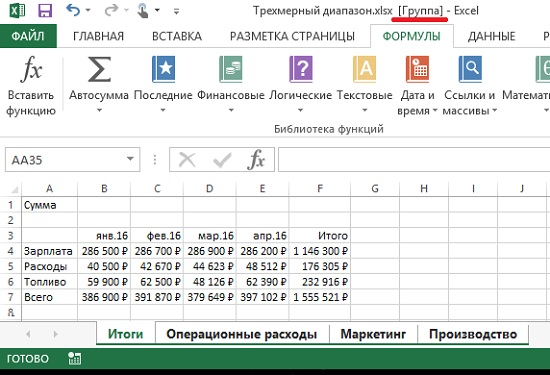 Трехмерный диапазон.xlsx [Группа] - Excel
ФАЙЛ ГЛАВНАЯ ВСТАВКА РАЗМЕТКА СТРАНИЦЫ ФОРМУЛЫ ДАННЫЕ Р
fx Σ ? A
Вставить функцию
Автосумма Последние Финансовые Логические Текстовые Дата и время Ссылки и массивы Математ
Библиотека функций
AA35 fx
A B C D E F G H I J
1 Сумма
2
3 янв.16 фев.16 мар.16 апр.16 Итого
4 Зарплата 286 500 ₽ 286 700 ₽ 286 900 ₽ 286 200 ₽ 1 146 300 ₽
5 Расходы 40 500 ₽ 42 670 ₽ 44 623 ₽ 48 512 ₽ 176 305 ₽
6 Топливо 59 900 ₽ 62 500 ₽ 48 126 ₽ 62 390 ₽ 232 916 ₽
7 Всего 386 900 ₽ 391 870 ₽ 379 649 ₽ 397 102 ₽ 1 555 521 ₽
8
Итоги Операционные расходы Маркетинг Производство
ГОТОВО